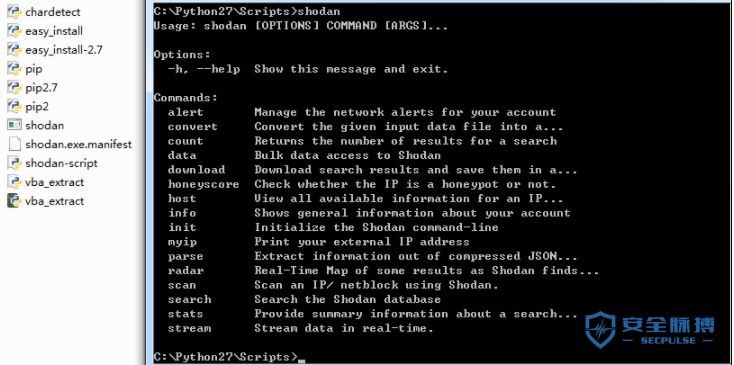 chardetect
easy_install
easy_install-2.7
pip
pip2.7
pip2
shodan
shodan.exe.manifest
shodan-script
vba_extract
vba_extract
C:\Python27\Scripts>shodan
Usage: shodan [OPTIONS] COMMAND [ARGS]...
Options:
-h, --help  Show this message and exit.
Commands:
alert       Manage the network alerts for your account
convert     Convert the given input data file into a...
count       Returns the number of results for a search
data        Bulk data access to Shodan
download    Download search results and save them in a...
honeyscore  Check whether the IP is a honeypot or not.
host        View all available information for an IP...
info        Shows general information about your account
init        Initialize the Shodan command-line
myip        Print your external IP address
parse       Extract information out of compressed JSON...
radar       Real-Time Map of some results as Shodan finds...
scan        Scan an IP/ netblock using Shodan.
search      Search the Shodan database
stats       Provide summary information about a search...
stream      Stream data in real-time.
C:\Python27\Scripts>_
安全脉搏
SECPULSE